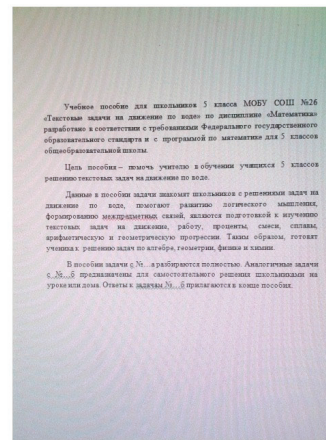 Учебное пособие для школьников 5 класса МОБУ СОШ №26
«Текстовые задачи на движение по воде» по дисциплине «Математика»
разработано в соответствии с требованиями Федерального государственного
образовательного стандарта и с программой по математике для 5 классов
общеобразовательной школы.
Цель пособия – помочь учителю в обучении учащихся 5 классов
решению текстовых задач на движение по воде.
Данные в пособии задачи знакомят школьников с решениями задач на
движение по воде, помогают развитию логического мышления,
формированию межпразметных связей, являются подготовкой к изучению
текстовых задач на движение, работу, проценты, смеси, сплавы,
арифметическую и геометрическую прогрессии. Таким образом, готовят
ученика к решению задач по алгебре, геометрии, физике и химии.
В пособии задачи с №…а разбираются полностью. Аналогичные задачи
с №…б предназначены для самостоятельного решения школьниками на
уроке или дома. Ответы к задачам №…б прилагаются в конце пособия.